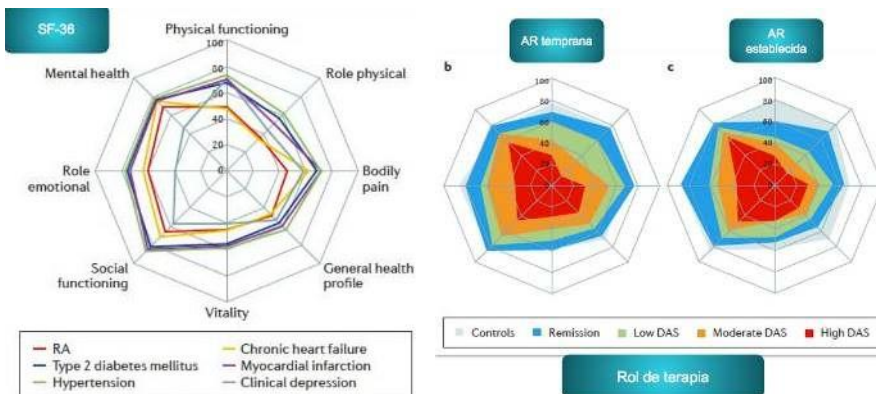 SF-36
Physical functioning
Role physical
Bodily
pain
General health
profile
Vitality
Social
functioning
Role
emotional
Mental health
100
80
60
40
20
0
RA
Type 2 diabetes mellitus
Hypertension
Chronic heart failure
Myocardial infarction
Clinical depression
AR temprana
b
100
80
60
40
20
0
AR
establecida
c
100
80
60
40
20
0
Controls
Remission
Low DAS
Moderate DAS
High DAS
Rol de terapia